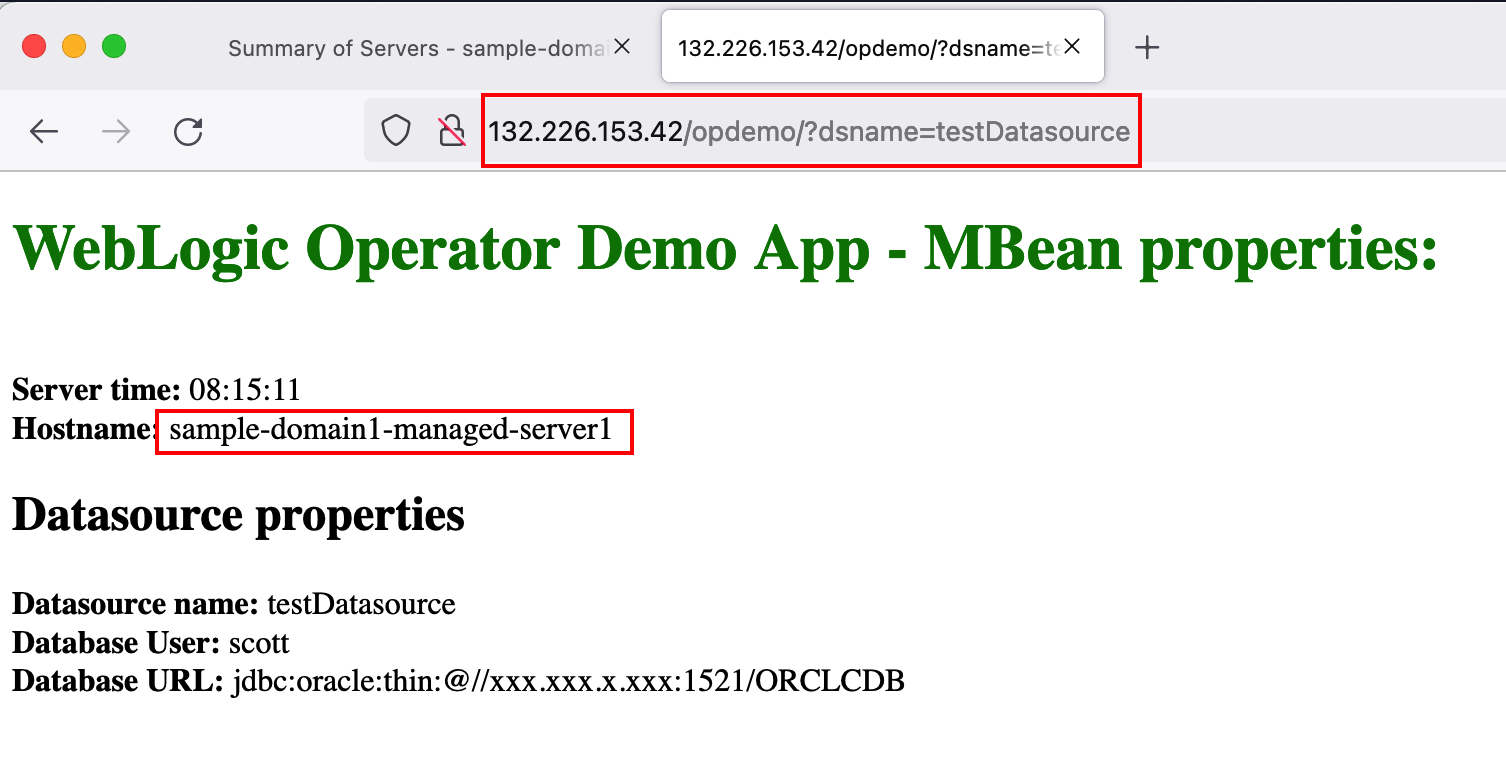 Summary of Servers - sample-domai
132.226.153.42/opdemo/?dsname=te
132.226.153.42/opdemo/?dsname=testDatasource
WebLogic Operator Demo App - MBean properties:
Server time: 08:15:11
Hostname: sample-domain1-managed-server1
Datasource properties
Datasource name: testDatasource
Database User: scott
Database URL: jdbc:oracle:thin:@//xxx.xxx.x.xxx:1521/ORCLCDB